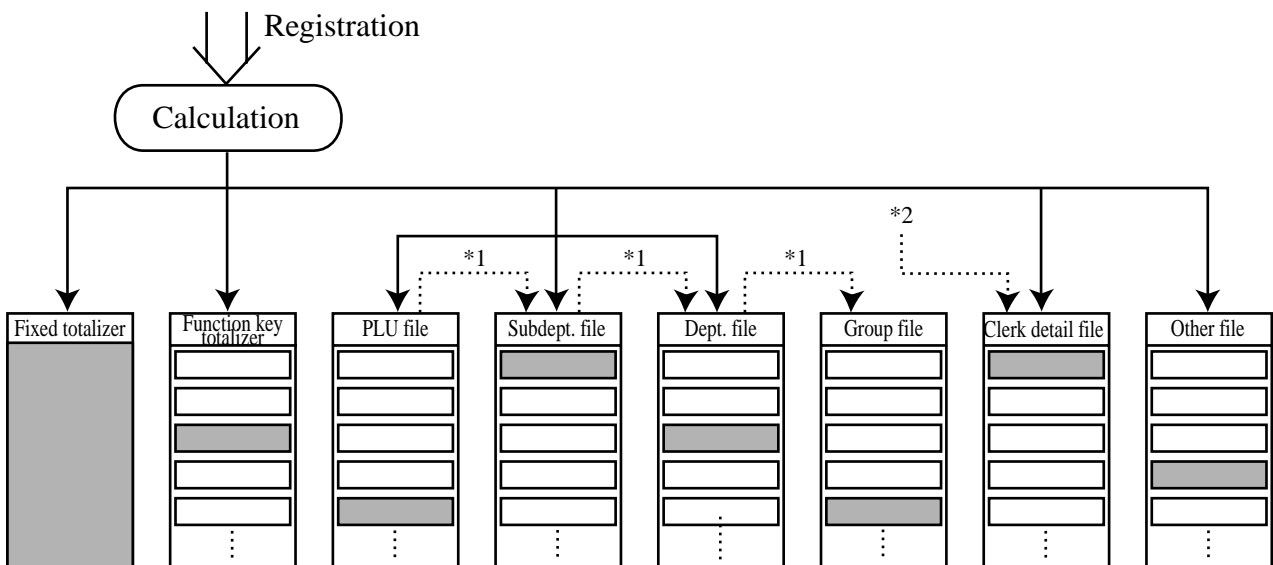 Registration
Calculation
*2
*1
*1
*1
Fixed totalizer
Function key
totalizer
PLU file
Subdept. file
Dept. file
Group file
Clerk detail file
Other file